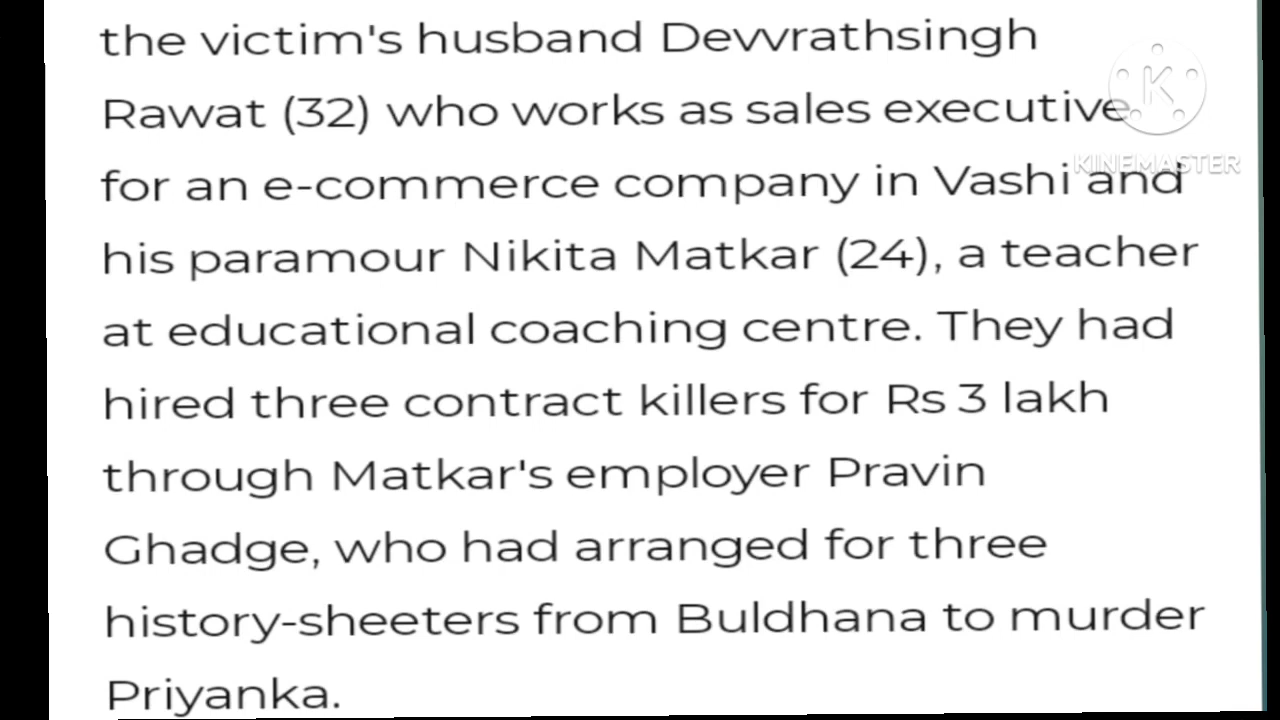 the victim's husband Devvrathsingh
Rawat (32) who works as sales executive
for an e-commerce company in Vashi and
his paramour Nikita Matkar (24), a teacher
at educational coaching centre. They had
hired three contract killers for Rs 3 lakh
through Matkar's employer Pravin
Ghadge, who had arranged for three
history-sheeters from Buldhana to murder
Priyanka.
K
KINEMASTER